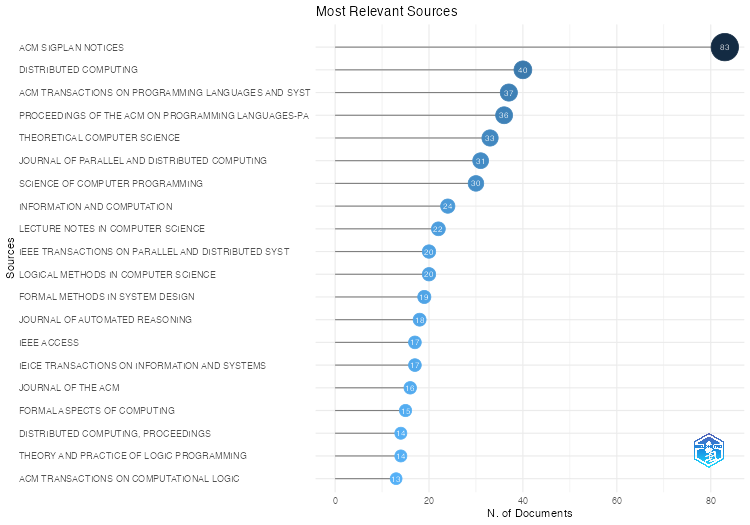 Most Relevant Sources
ACM SIGPLAN NOTICES 83
DISTRIBUTED COMPUTING 40
ACM TRANSACTIONS ON PROGRAMMING LANGUAGES AND SYST 37
PROCEEDINGS OF THE ACM ON PROGRAMMING LANGUAGES-PA 36
THEORETICAL COMPUTER SCIENCE 33
JOURNAL OF PARALLEL AND DISTRIBUTED COMPUTING 31
SCIENCE OF COMPUTER PROGRAMMING 30
INFORMATION AND COMPUTATION 24
LECTURE NOTES IN COMPUTER SCIENCE 22
IEEE TRANSACTIONS ON PARALLEL AND DISTRIBUTED SYST 20
LOGICAL METHODS IN COMPUTER SCIENCE 20
FORMAL METHODS IN SYSTEM DESIGN 19
JOURNAL OF AUTOMATED REASONING 18
IEEE ACCESS 17
IEICE TRANSACTIONS ON INFORMATION AND SYSTEMS 17
JOURNAL OF THE ACM 16
FORMAL ASPECTS OF COMPUTING 15
DISTRIBUTED COMPUTING, PROCEEDINGS 14
THEORY AND PRACTICE OF LOGIC PROGRAMMING 14
ACM TRANSACTIONS ON COMPUTATIONAL LOGIC 13
Sources
0 20 40 60 80
N. of Documents